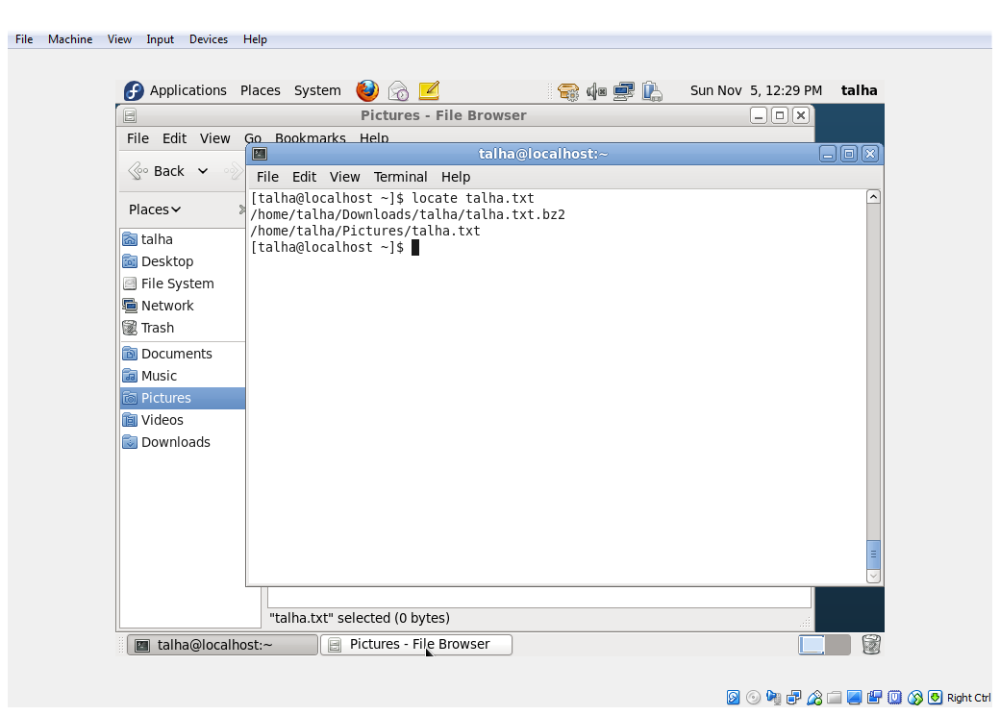 File Machine View Input Devices Help
Applications Places System Sun Nov 5, 12:29 PM talha
Pictures - File Browser
File Edit View Go Bookmarks Help
talha@localhost:~
Back
File Edit View Terminal Help
Places
[talha@localhost ~]$ locate talha.txt
/home/talha/Downloads/talha/talha.txt.bz2
/home/talha/Pictures/talha.txt
[talha@localhost ~]$
talha
Desktop
File System
Network
Trash
Documents
Music
Pictures
Videos
Downloads
"talha.txt" selected (0 bytes)
talha@localhost:~ Pictures - File Browser
Right Ctrl